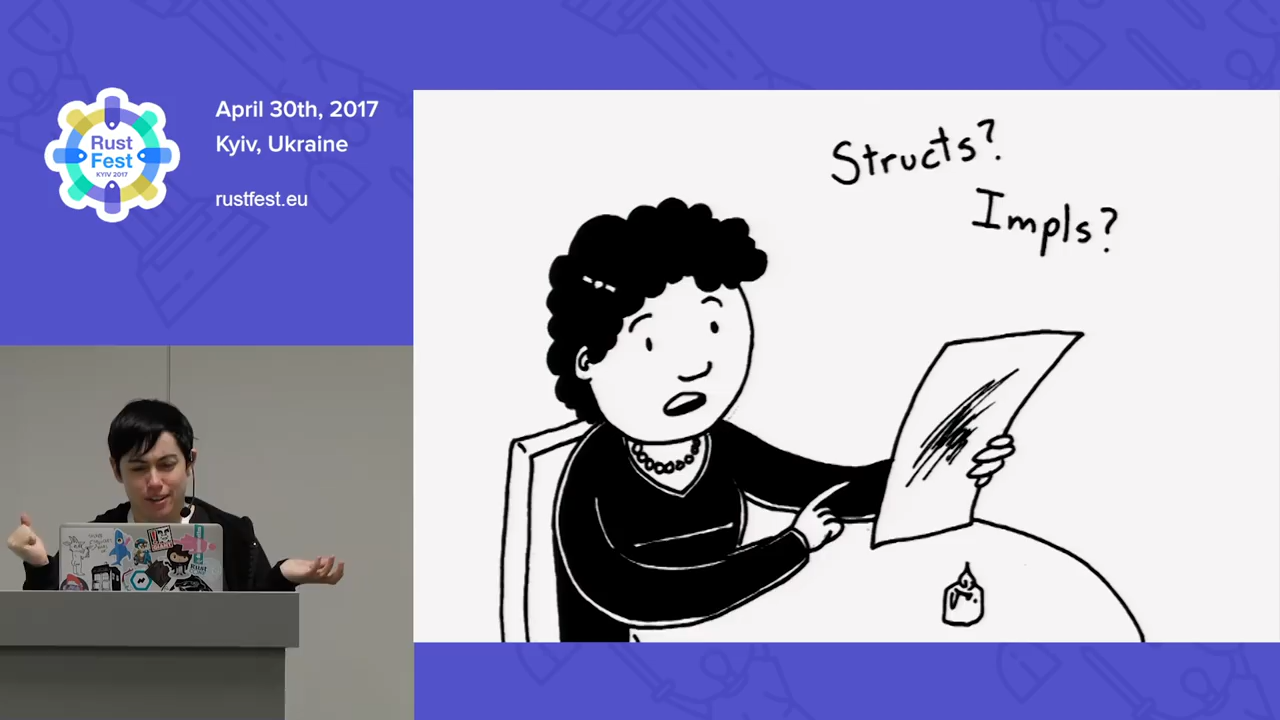 April 30th, 2017
Kyiv, Ukraine
rustfest.eu
Rust
Fest
KYIV 2017
Structs?
Impls?